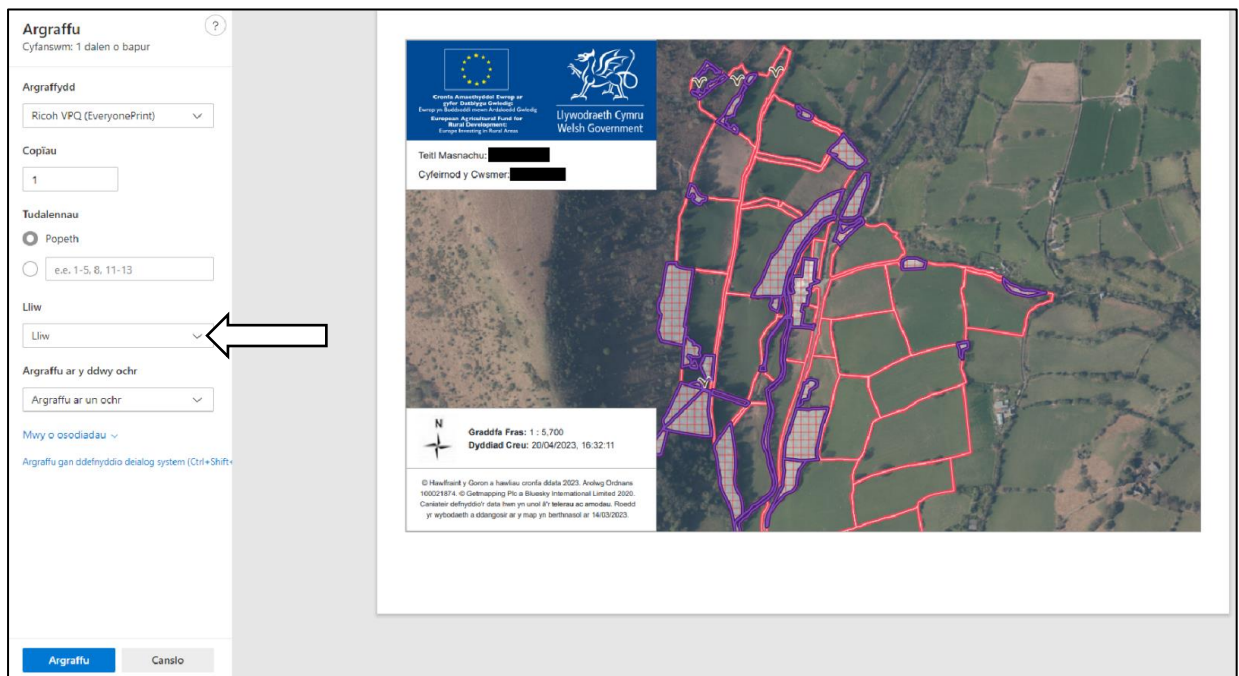 Argraffu
?
Cyfanswm: 1 dalen o bapur
Argraffydd
Ricoh VPQ (EveryonePrint)
Copïau
1
Tudalennau
Popeth
e.e. 1-5, 8, 11-13
Lliw
Lliw
Argraffu ar y ddwy ochr
Argraffu ar un ochr
Mwy o osodiadau
Argraffu gan ddefnyddio deialog system (Ctrl+Shift+
Argraffu
Canslo
Cronfa Amaethyddol Ewrop ar
gyfer Datblygu Gwledig:
Ewrop yn Buddsoddi mewn Ardaloedd Gwledig
European Agricultural Fund for
Rural Development:
Europe Investing in Rural Areas
Llywodraeth Cymru
Welsh Government
Teitl Masnachu:
Cyfeirnod y Cwsmer:
N
Graddfa Fras: 1 : 5,700
Dyddiad Creu: 20/04/2023, 16:32:11
© Hawlfraint y Goron a hawliau cronfa ddata 2023. Arolwg Ordnans
100021874. © Getmapping Plc a Bluesky International Limited 2020.
Caniateir defnyddio'r data hwn yn unol â'r telerau ac amodau. Roedd
yr wybodaeth a ddangosir ar y map yn berthnasol ar 14/03/2023.